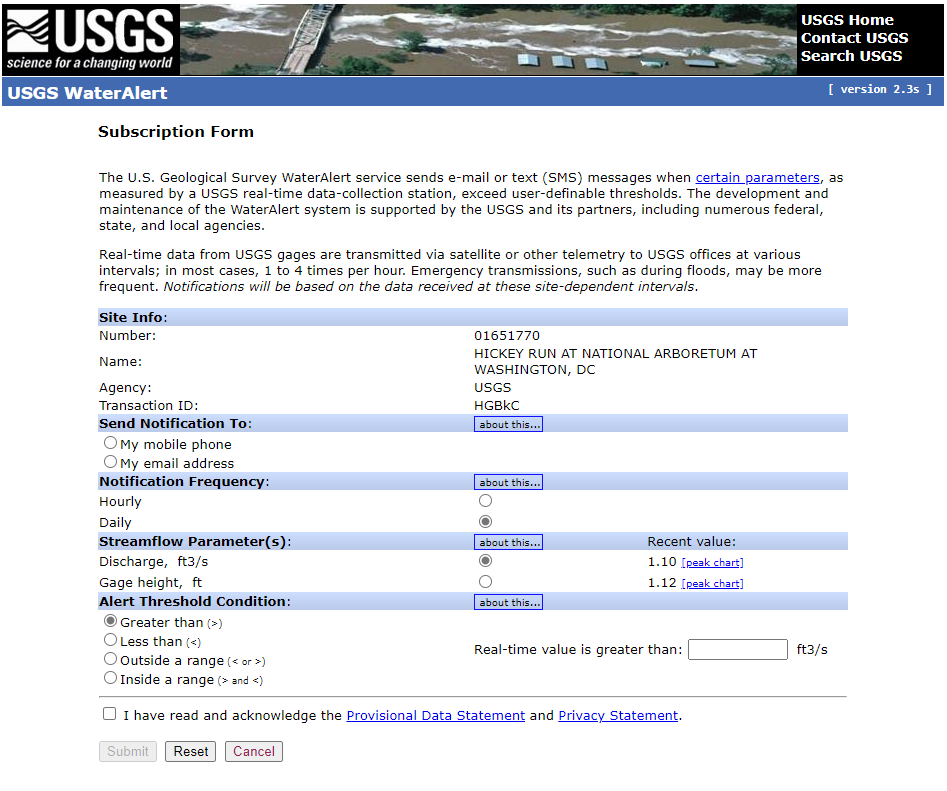 USGS
science for a changing world
USGS Home
Contact USGS
Search USGS
USGS WaterAlert
[ version 2.3s ]
Subscription Form
The U.S. Geological Survey WaterAlert service sends e-mail or text (SMS) messages when certain parameters, as
measured by a USGS real-time data-collection station, exceed user-definable thresholds. The development and
maintenance of the WaterAlert system is supported by the USGS and its partners, including numerous federal,
state, and local agencies.
Real-time data from USGS gages are transmitted via satellite or other telemetry to USGS offices at various
intervals; in most cases, 1 to 4 times per hour. Emergency transmissions, such as during floods, may be more
frequent. Notifications will be based on the data received at these site-dependent intervals.
Site Info:
Number: 01651770
Name: HICKEY RUN AT NATIONAL ARBORETUM AT
WASHINGTON, DC
Agency: USGS
Transaction ID: HGBkC
Send Notification To: about this...
My mobile phone
My email address
Notification Frequency: about this...
Hourly
Daily
Streamflow Parameter(s): about this... Recent value:
Discharge, ft3/s 1.10 [peak chart]
Gage height, ft 1.12 [peak chart]
Alert Threshold Condition: about this...
Greater than (>)
Less than (<)
Outside a range (< or >)
Inside a range (> and <)
Real-time value is greater than: ft3/s
I have read and acknowledge the Provisional Data Statement and Privacy Statement.
Submit Reset Cancel